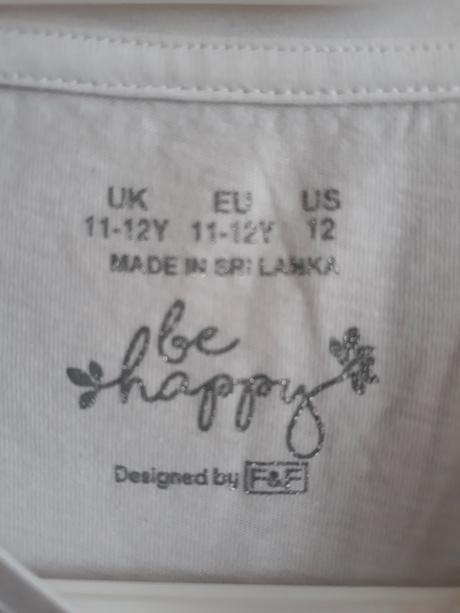 UK EU US
11-12Y 11-12Y 12
MADE IN SRI LANKA
be
happy
Designed by F&F